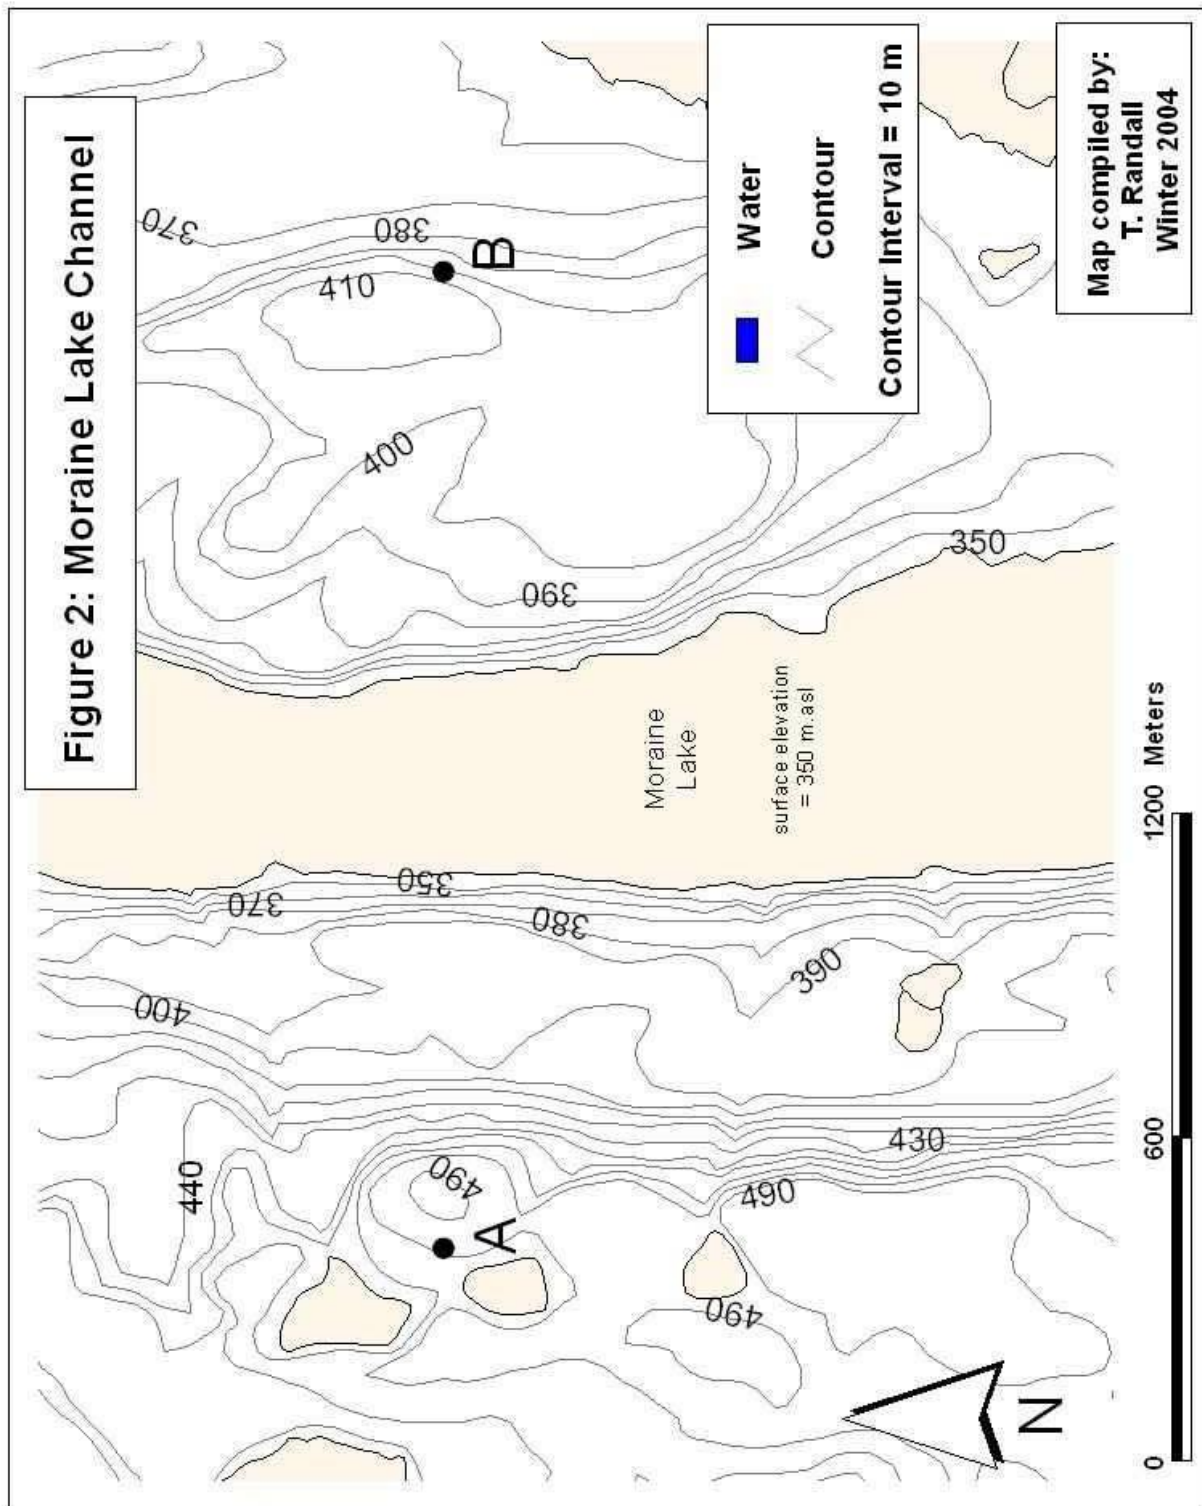 Figure 2: Moraine Lake Channel
370
380
B
410
400
390
350
Water
Contour
Contour Interval = 10 m
Map compiled by:
T. Randall
Winter 2004
Moraine
Lake
surface elevation
= 350 m.asl
350
370
380
390
400
430
440
490
A
490
490
N
0
600
1200 Meters